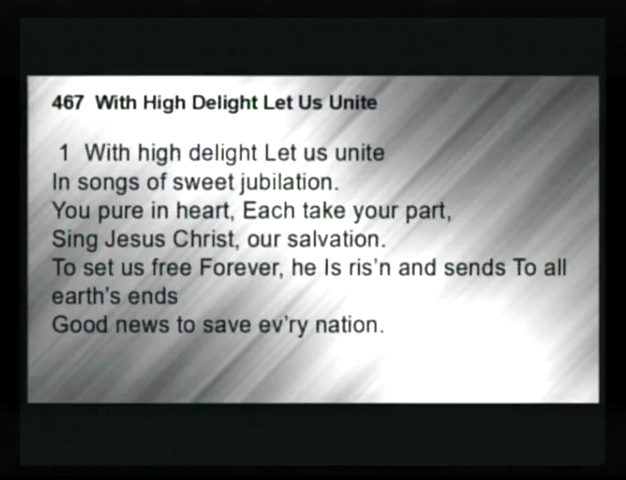 467 With High Delight Let Us Unite
1 With high delight Let us unite
In songs of sweet jubilation.
You pure in heart, Each take your part,
Sing Jesus Christ, our salvation.
To set us free Forever, he Is ris'n and sends To all
earth's ends
Good news to save ev'ry nation.